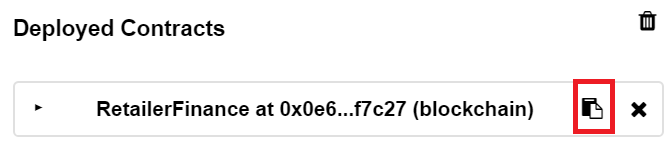 Deployed Contracts
RetailerFinance at 0x0e6...f7c27 (blockchain)